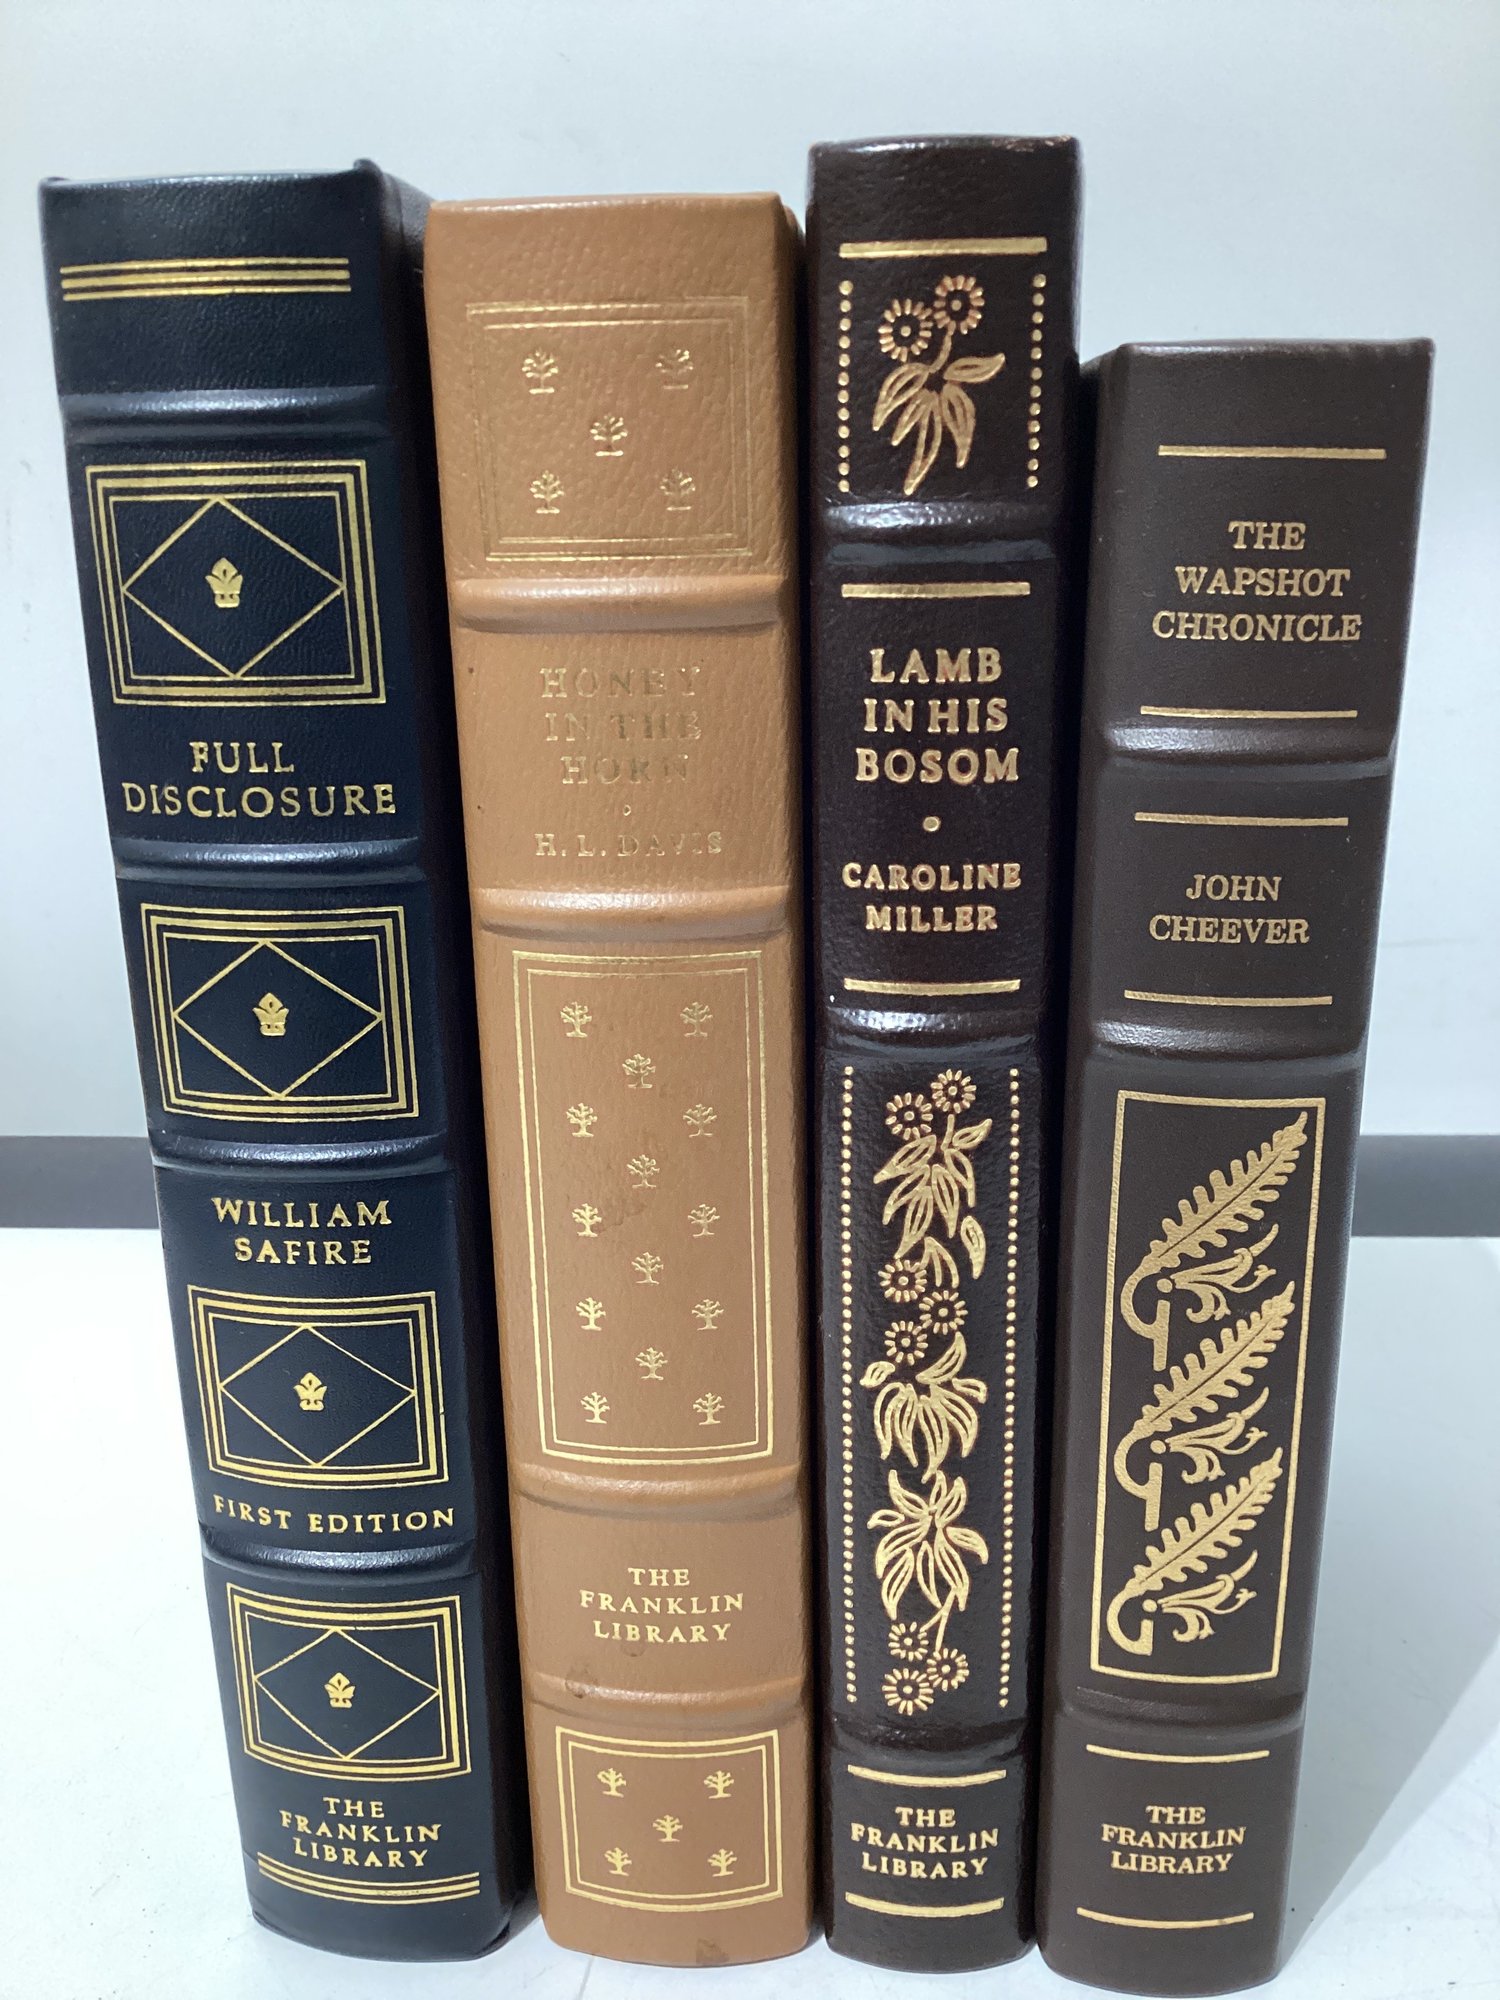 FULL
DISCLOSURE
WILLIAM
SAFIRE
FIRST EDITION
THE
FRANKLIN
LIBRARY
HONEY
IN THE
HORN
H. L. DAVIS
THE
FRANKLIN
LIBRARY
LAMB
IN HIS
BOSOM
CAROLINE
MILLER
THE
FRANKLIN
LIBRARY
THE
WAPSHOT
CHRONICLE
JOHN
CHEEVER
THE
FRANKLIN
LIBRARY